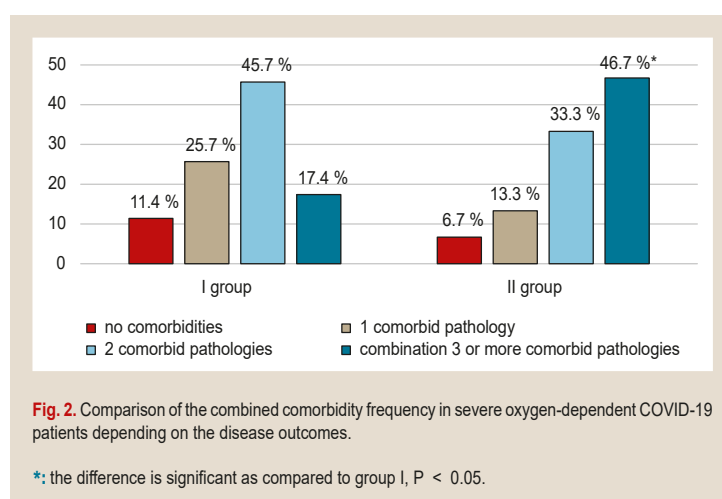 50
40
30
20
10
0
11.4 %
25.7 %
45.7 %
17.4 %
6.7 %
13.3 %
33.3 %
46.7 %*
I group
II group
no comorbidities
1 comorbid pathology
2 comorbid pathologies
combination 3 or more comorbid pathologies
Fig. 2. Comparison of the combined comorbidity frequency in severe oxygen-dependent COVID-19
patients depending on the disease outcomes.
*: the difference is significant as compared to group I, P < 0.05.